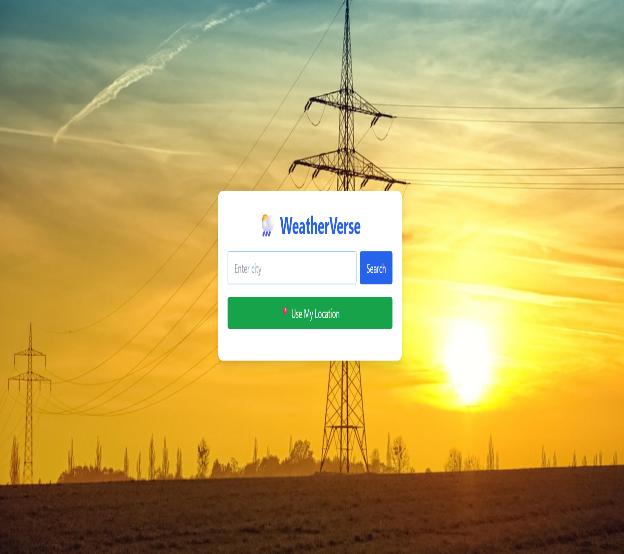 WeatherVerse
Enter city
Search
Use My Location